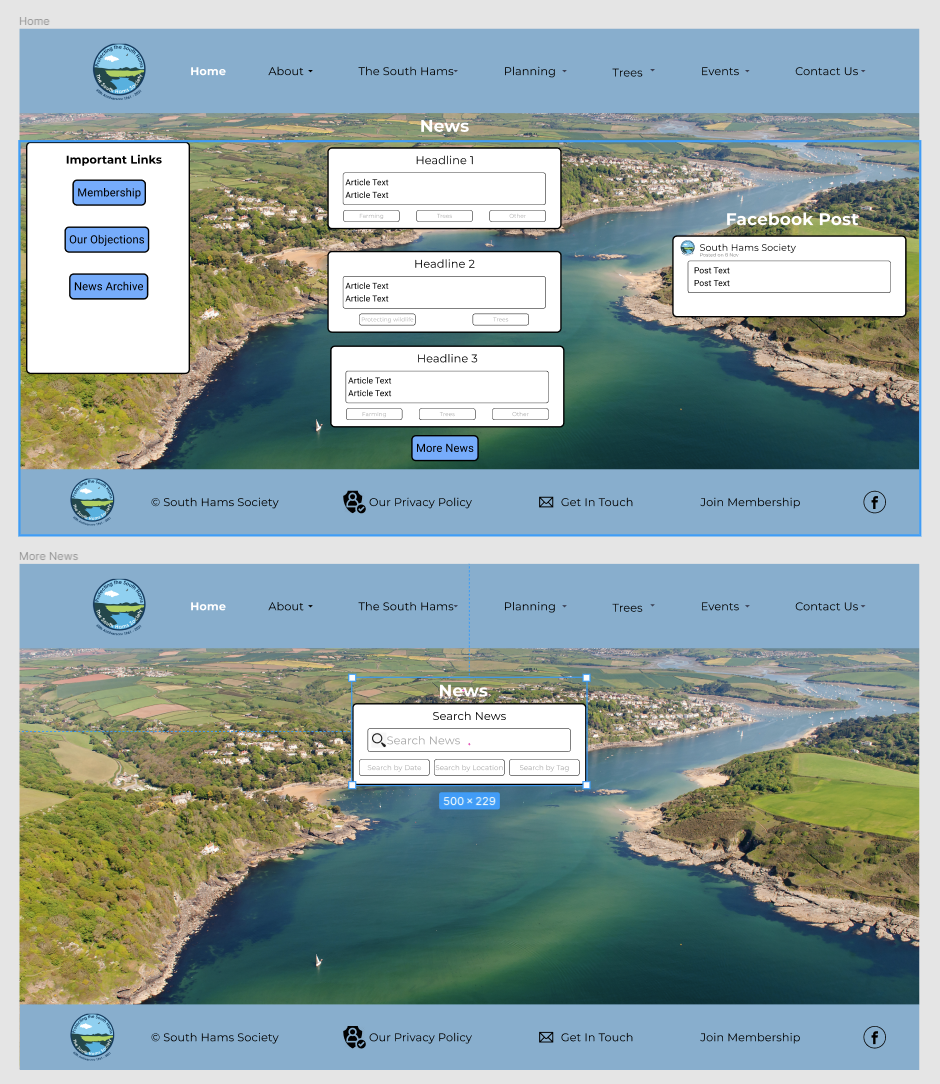 Home
Home
About
The South Hams
Planning
Trees
Events
Contact Us
News
Important Links
Membership
Our Objections
News Archive
Headline 1
Article Text
Article Text
Farming
Trees
Other
Headline 2
Article Text
Article Text
Protecting wildlife
Trees
Headline 3
Article Text
Article Text
Farming
Trees
Other
More News
Facebook Post
South Hams Society
Posted on 8 Nov
Post Text
Post Text
© South Hams Society
Our Privacy Policy
Get In Touch
Join Membership
More News
Home
About
The South Hams
Planning
Trees
Events
Contact Us
News
Search News
Search News
Search by Date
Search by Location
Search by Tag
500 × 229
© South Hams Society
Our Privacy Policy
Get In Touch
Join Membership